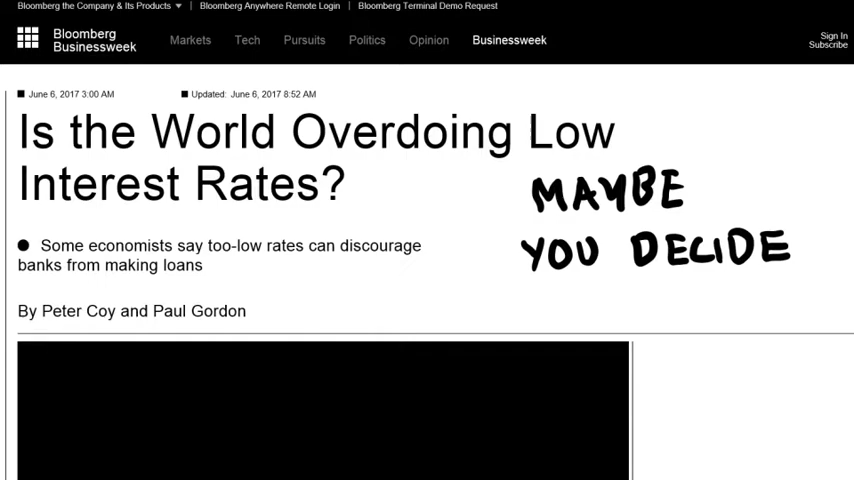 Bloomberg the Company & Its Products ▼ | Bloomberg Anywhere Remote Login | Bloomberg Terminal Demo Request
Bloomberg
Businessweek
Markets Tech Pursuits Politics Opinion Businessweek
Sign In
Subscribe
June 6, 2017 3:00 AM
Updated: June 6, 2017 8:52 AM
Is the World Overdoing Low
Interest Rates?
MAYBE
YOU DECIDE
Some economists say too-low rates can discourage
banks from making loans
By Peter Coy and Paul Gordon